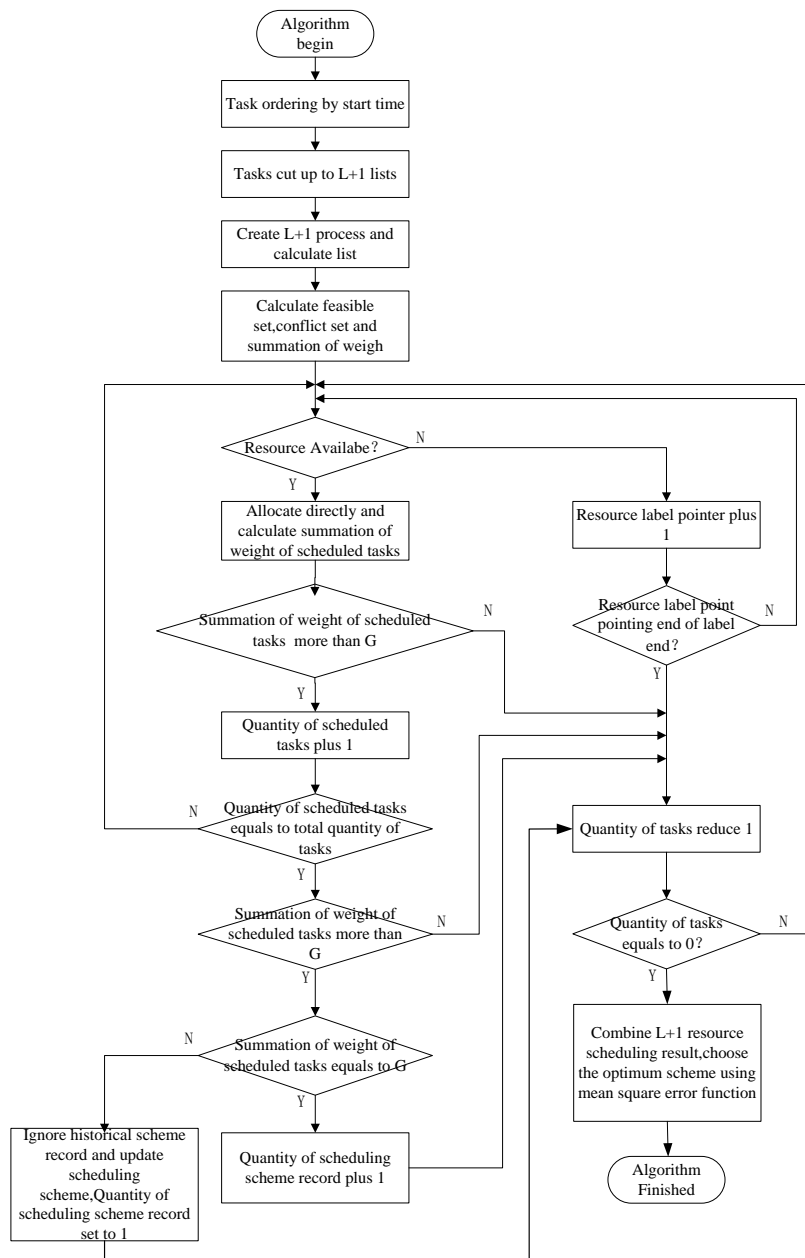 Algorithm
begin
Task ordering by start time
Tasks cut up to L+1 lists
Create L+1 process and
calculate list
Calculate feasible
set,conflict set and
summation of weigh
Resource Availabe？
N
Y
Allocate directly and
calculate summation of
weight of scheduled tasks
Resource label pointer plus
1
Summation of weight of scheduled
tasks more than G
N
Y
Resource label point
pointing end of label
end？
N
Y
Quantity of scheduled
tasks plus 1
Quantity of scheduled tasks
equals to total quantity of
tasks
N
Y
Quantity of tasks reduce 1
Summation of weight of
scheduled tasks more than
G
N
Y
Quantity of tasks
equals to 0？
N
Y
Summation of weight of
scheduled tasks equals to G
N
Y
Combine L+1 resource
scheduling result,choose
the optimum scheme using
mean square error function
Ignore historical scheme
record and update
scheduling
scheme,Quantity of
scheduling scheme record
set to 1
Quantity of scheduling
scheme record plus 1
Algorithm
Finished